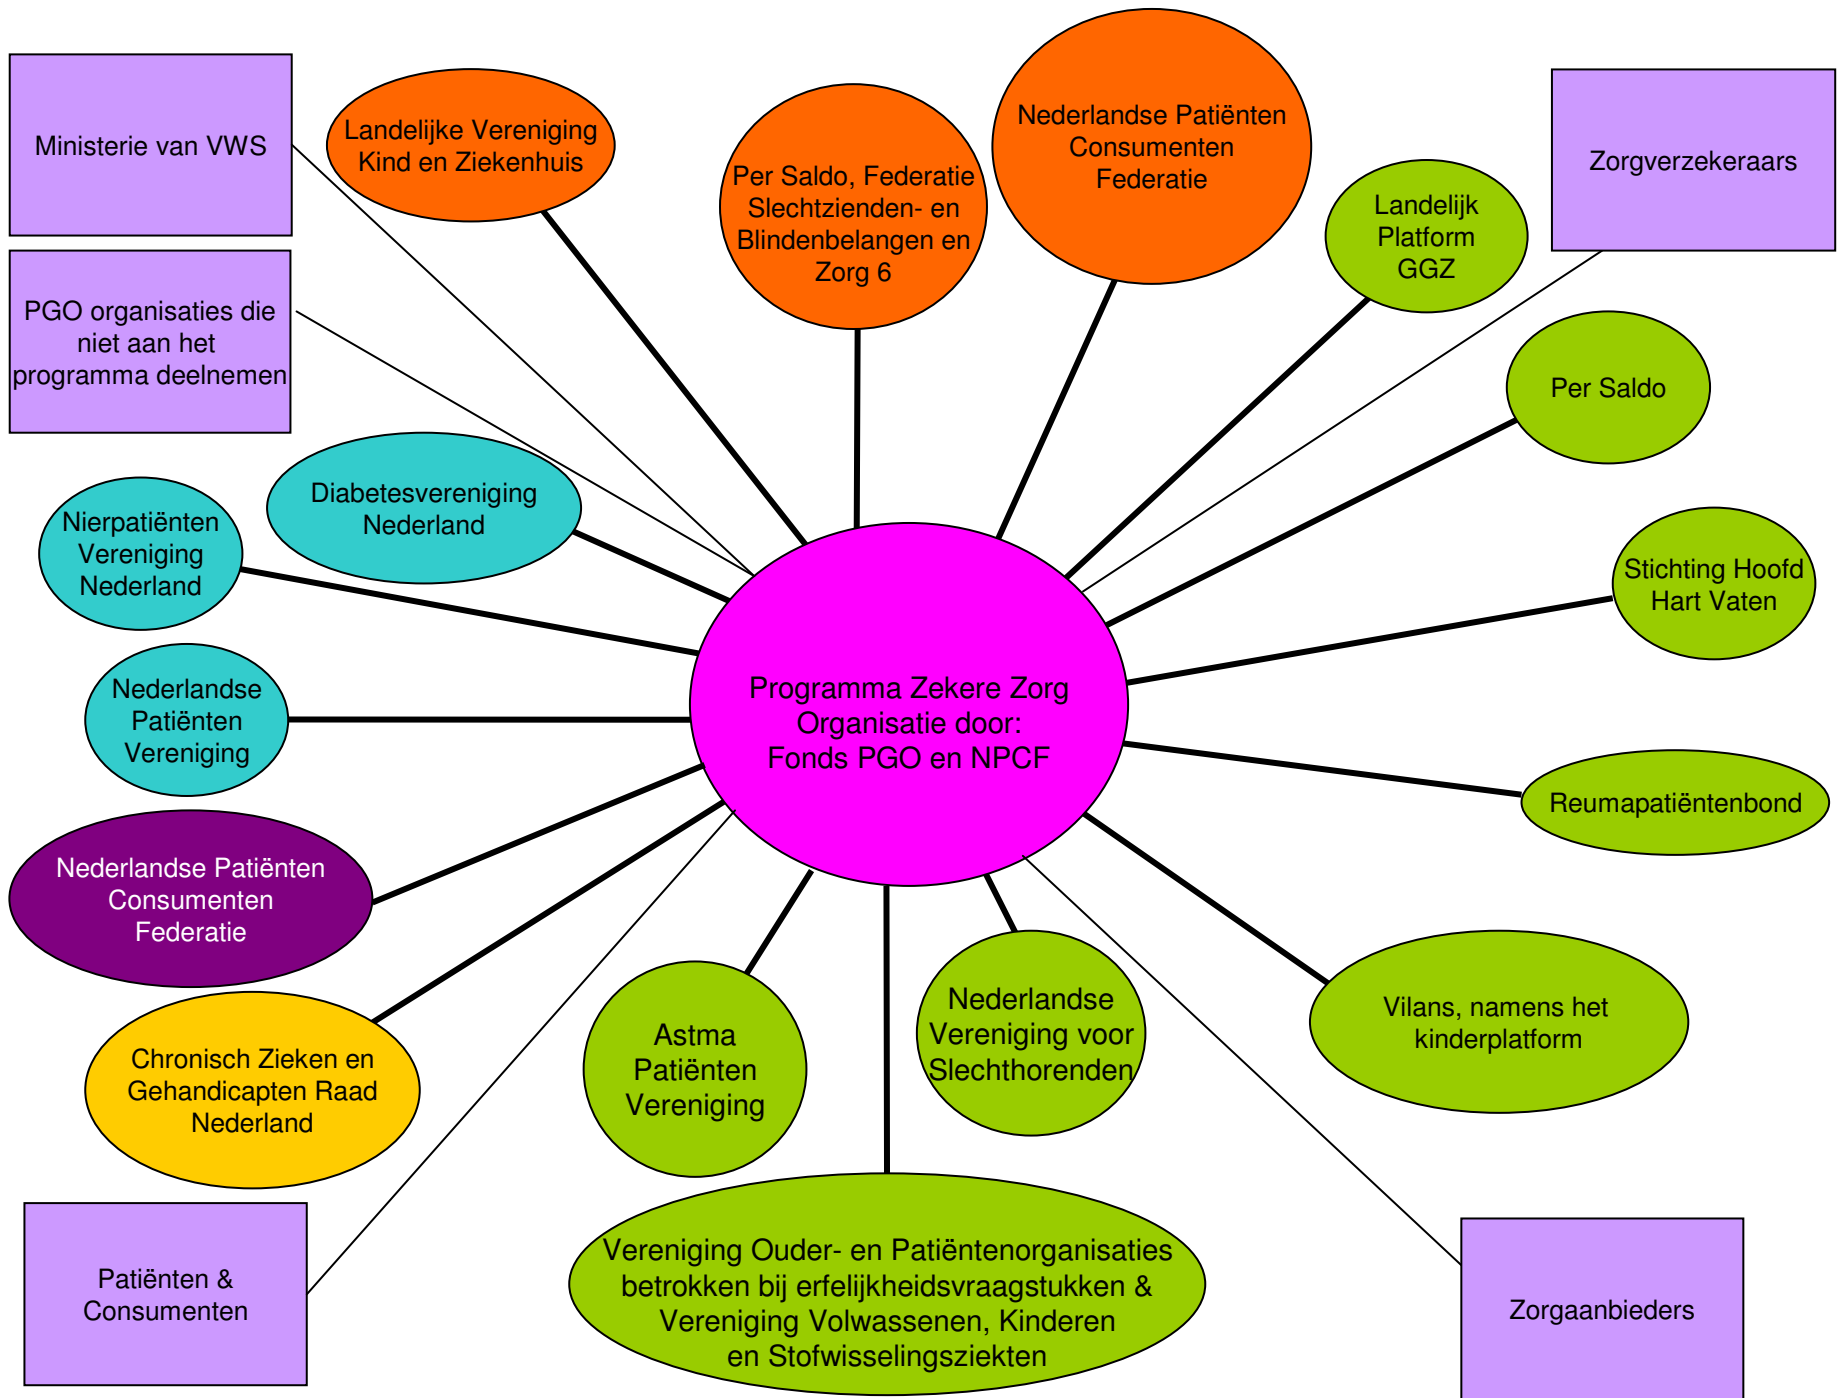 Ministerie van VWS
Landelijke Vereniging
Kind en Ziekenhuis
Per Saldo, Federatie
Slechtzienden- en
Blindenbelangen en
Zorg 6
Nederlandse Patiënten
Consumenten
Federatie
Landelijk
Platform
GGZ
Zorgverzekeraars
PGO organisaties die
niet aan het
programma deelnemen
Per Saldo
Diabetesvereniging
Nederland
Nierpatiënten
Vereniging
Nederland
Stichting Hoofd
Hart Vaten
Nederlandse
Patiënten
Vereniging
Programma Zekere Zorg
Organisatie door:
Fonds PGO en NPCF
Reumapatiëntenbond
Nederlandse Patiënten
Consumenten
Federatie
Chronisch Zieken en
Gehandicapten Raad
Nederland
Astma
Patiënten
Vereniging
Nederlandse
Vereniging voor
Slechthorenden
Vilans, namens het
kinderplatform
Patiënten &
Consumenten
Vereniging Ouder- en Patiëntenorganisaties
betrokken bij erfelijkheidsvraagstukken &
Vereniging Volwassenen, Kinderen
en Stofwisselingsziekten
Zorgaanbieders